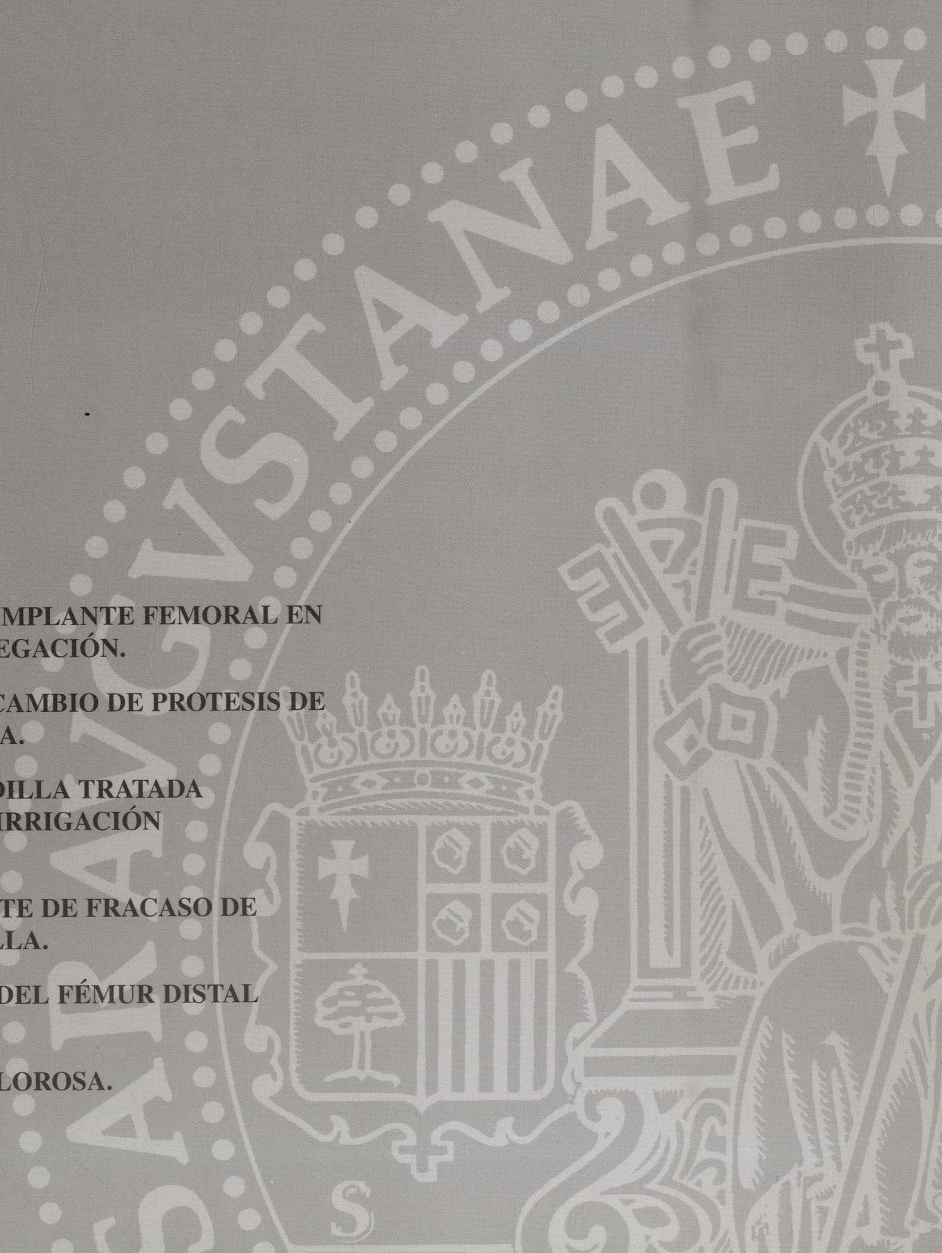 IMPLANTE FEMORAL EN
EGACIÓN.
CAMBIO DE PROTESIS DE
A.
DILLA TRATADA
IRRIGACIÓN
TE DE FRACASO DE
LLA.
DEL FÉMUR DISTAL
LOROSA.
SARAVGVSTANAE
S